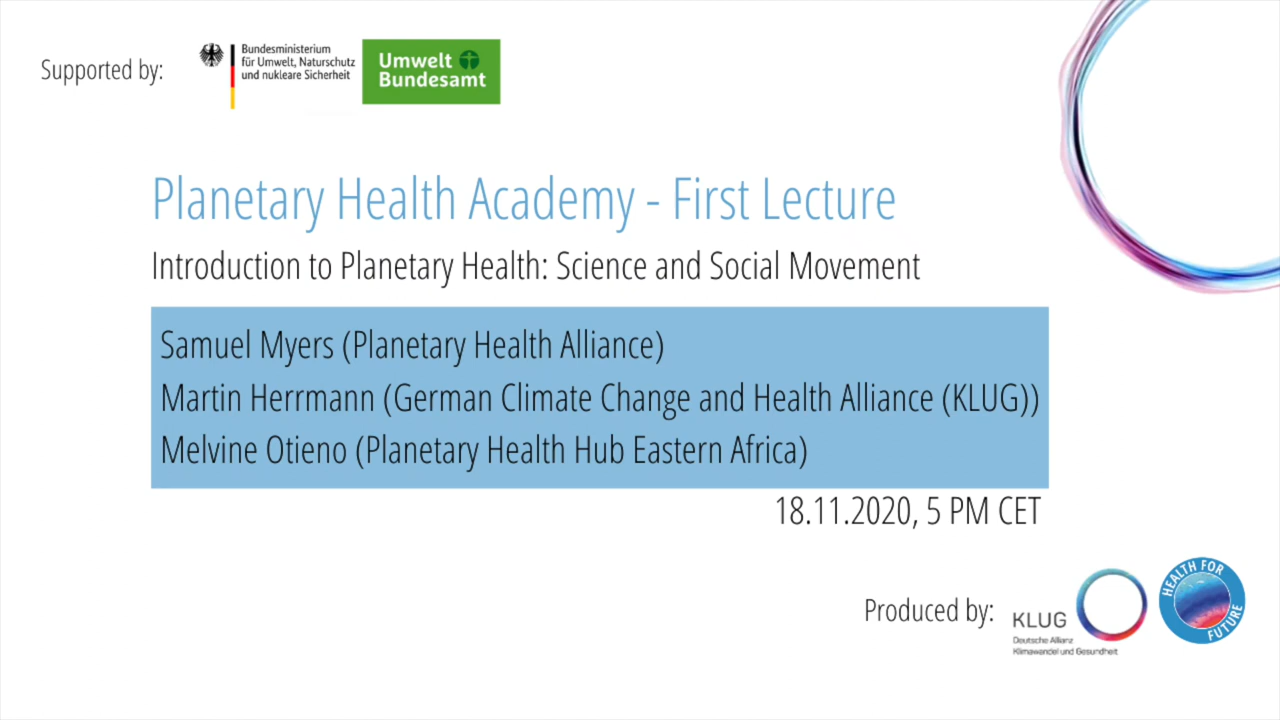 Supported by:
Bundesministerium
für Umwelt, Naturschutz
und nukleare Sicherheit
Umwelt
Bundesamt
Planetary Health Academy - First Lecture
Introduction to Planetary Health: Science and Social Movement
Samuel Myers (Planetary Health Alliance)
Martin Herrmann (German Climate Change and Health Alliance (KLUG))
Melvine Otieno (Planetary Health Hub Eastern Africa)
18.11.2020, 5 PM CET
Produced by:
KLUG
Deutsche Allianz
Klimawandel und Gesundheit
HEALTH FOR
FUTURE